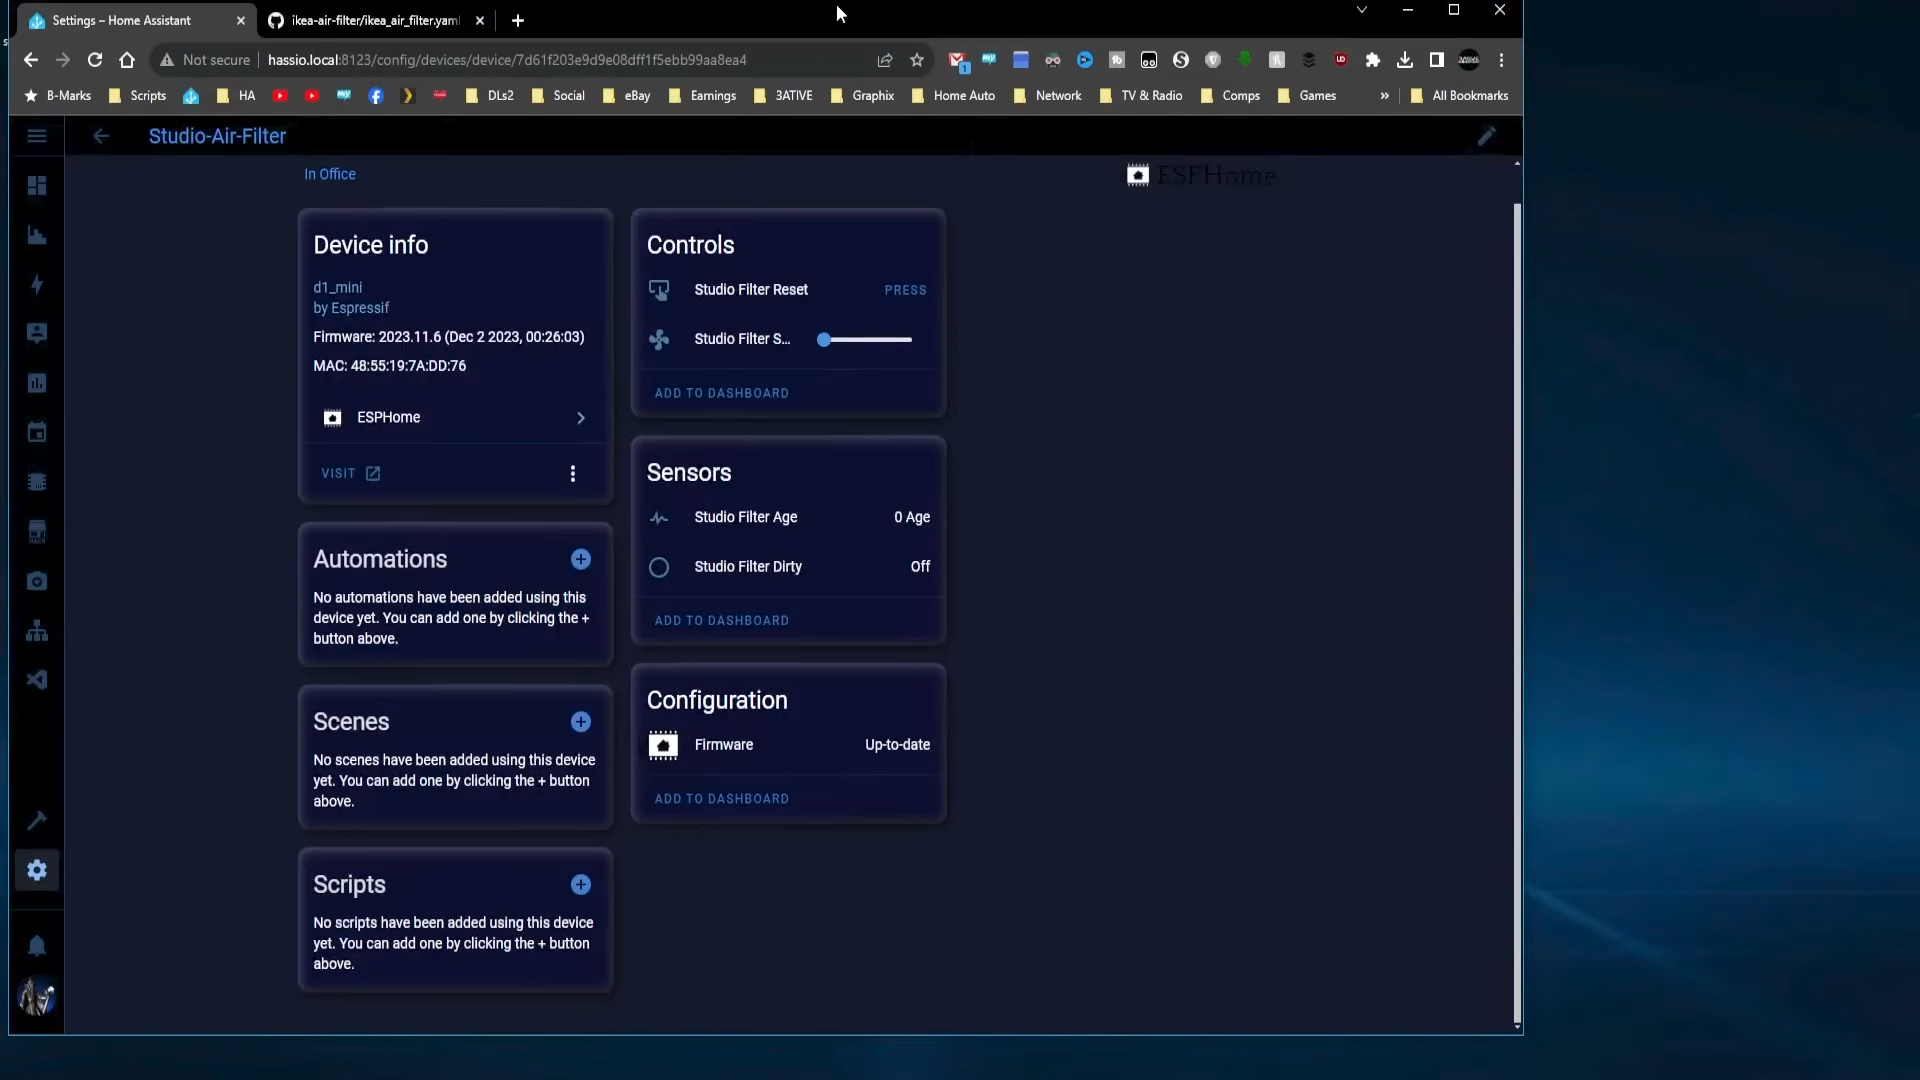 Settings – Home Assistant
ikea-air-filter/ikea_air_filter.yaml
Not secure
hassio.local:8123/config/devices/device/7d61f203e9d9e08dff1f5ebb99aa8ea4
B-Marks
Scripts
HA
DLs2
Social
eBay
Earnings
3ATIVE
Graphix
Home Auto
Network
TV & Radio
Comps
Games
»
All Bookmarks
Studio-Air-Filter
In Office
ESPHome
Device info
d1_mini
by Espressif
Firmware: 2023.11.6 (Dec 2 2023, 00:26:03)
MAC: 48:55:19:7A:DD:76
ESPHome
VISIT
Automations
No automations have been added using this
device yet. You can add one by clicking the +
button above.
Scenes
No scenes have been added using this device
yet. You can add one by clicking the + button
above.
Scripts
No scripts have been added using this device
yet. You can add one by clicking the + button
above.
Controls
Studio Filter Reset
PRESS
Studio Filter S...
ADD TO DASHBOARD
Sensors
Studio Filter Age
0 Age
Studio Filter Dirty
Off
ADD TO DASHBOARD
Configuration
Firmware
Up-to-date
ADD TO DASHBOARD